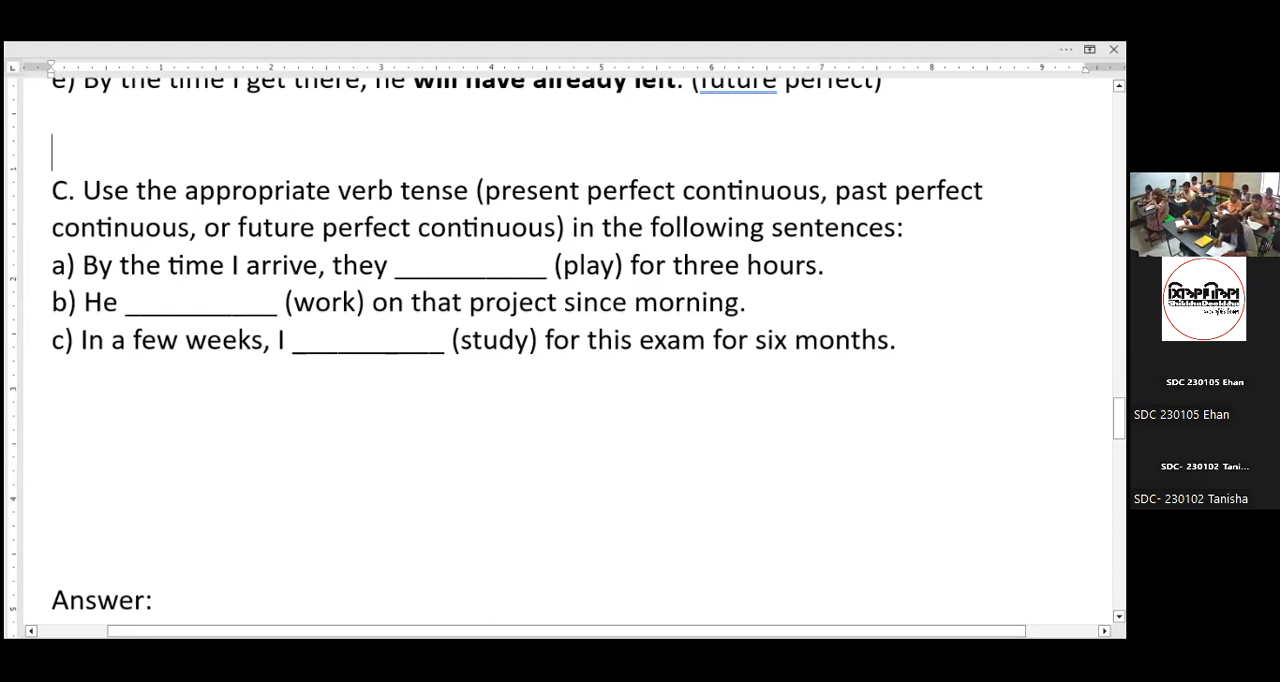 e) By the time I get there, he will have already left. (future perfect)
C. Use the appropriate verb tense (present perfect continuous, past perfect
continuous, or future perfect continuous) in the following sentences:
a) By the time I arrive, they ___________ (play) for three hours.
b) He ___________ (work) on that project since morning.
c) In a few weeks, I ___________ (study) for this exam for six months.
Answer:
SDC 230105 Ehan
SDC 230105 Ehan
SDC- 230102 Tani...
SDC- 230102 Tanisha